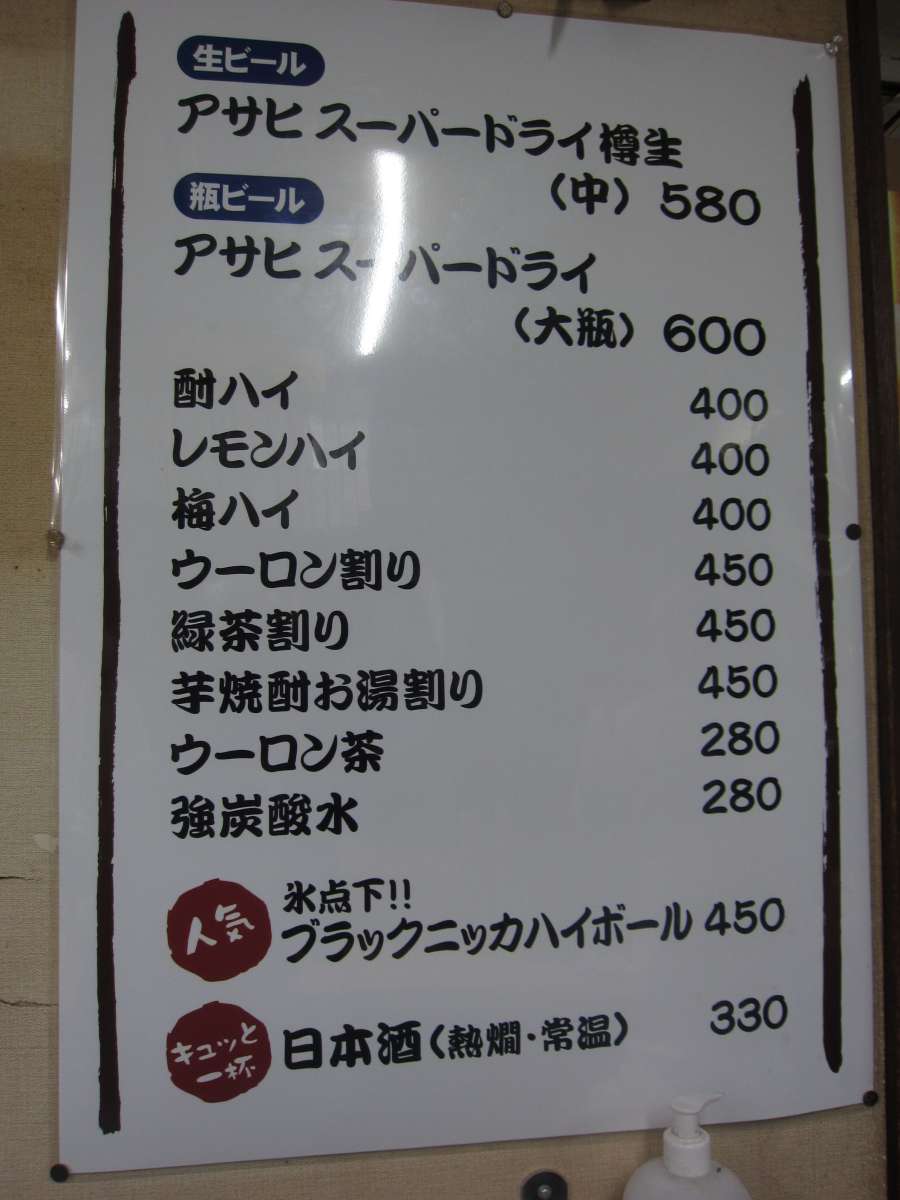 生ビール
アサヒ スーパードライ樽生
(中) 580
瓶ビール
アサヒ スーパードライ
(大瓶) 600
酎ハイ 400
レモンハイ 400
梅ハイ 400
ウーロン割り 450
緑茶割り 450
芋焼酎お湯割り 450
ウーロン茶 280
強炭酸水 280
人気
氷点下!!
ブラックニッカハイボール 450
キュッと
一杯
日本酒(熱燗・常温) 330